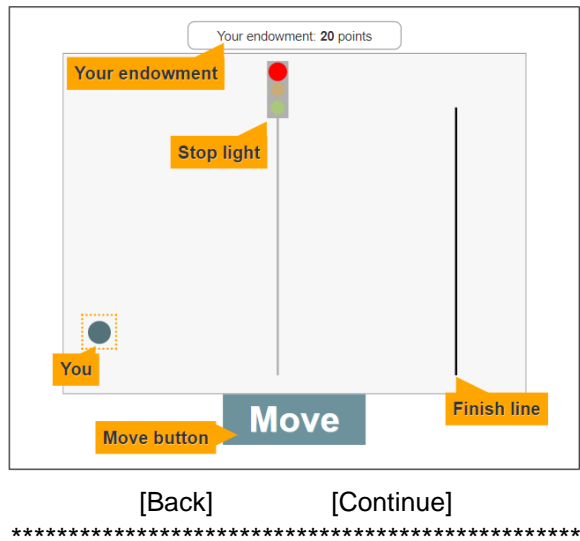 Your endowment: 20 points
Your endowment
Stop light
You
Move
Finish line
Move button
[Back] [Continue]
**************************************************